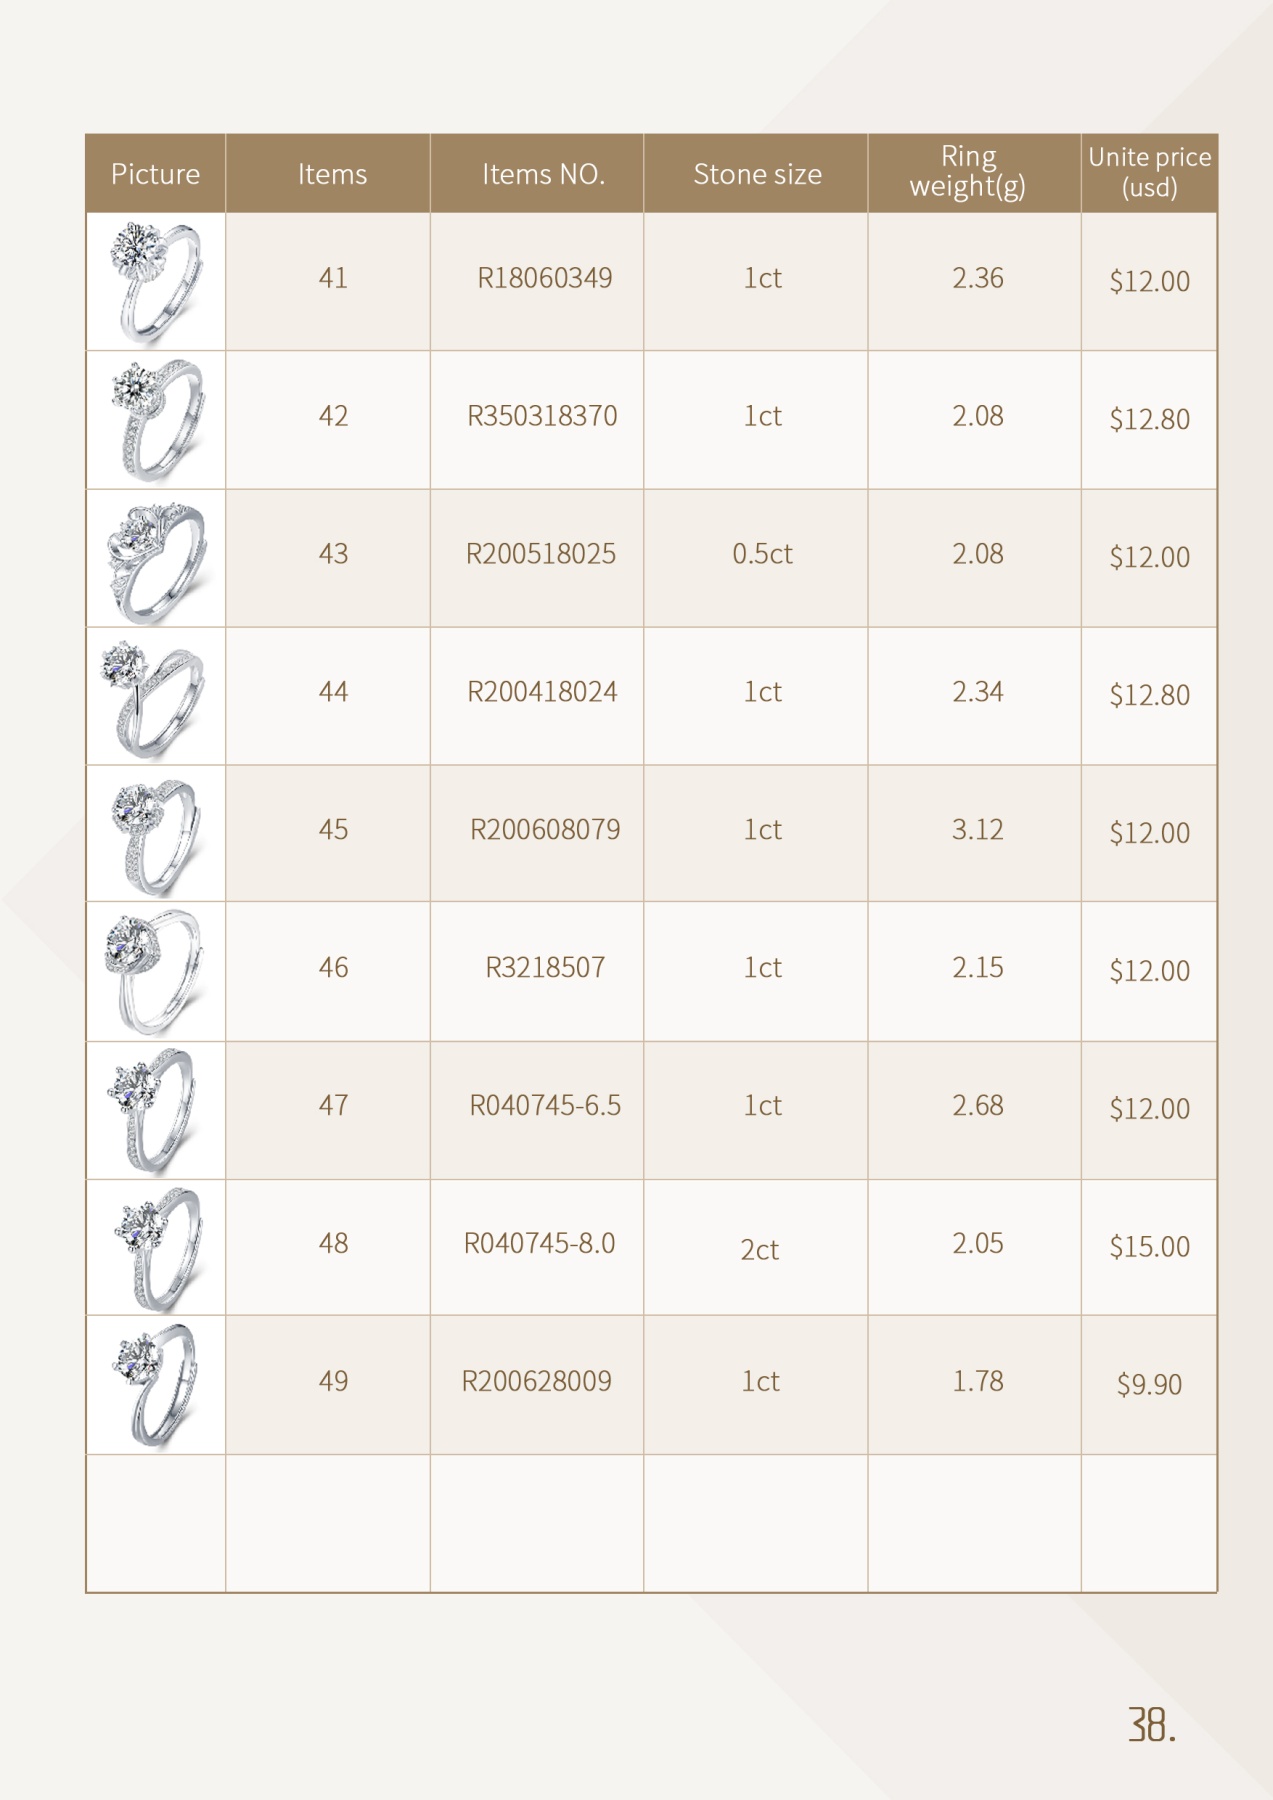 Picture Items Items NO. Stone size Ring weight(g) Unite price (usd)
41 R18060349 1ct 2.36 $12.00
42 R350318370 1ct 2.08 $12.80
43 R200518025 0.5ct 2.08 $12.00
44 R200418024 1ct 2.34 $12.80
45 R200608079 1ct 3.12 $12.00
46 R3218507 1ct 2.15 $12.00
47 R040745-6.5 1ct 2.68 $12.00
48 R040745-8.0 2ct 2.05 $15.00
49 R200628009 1ct 1.78 $9.90
38.